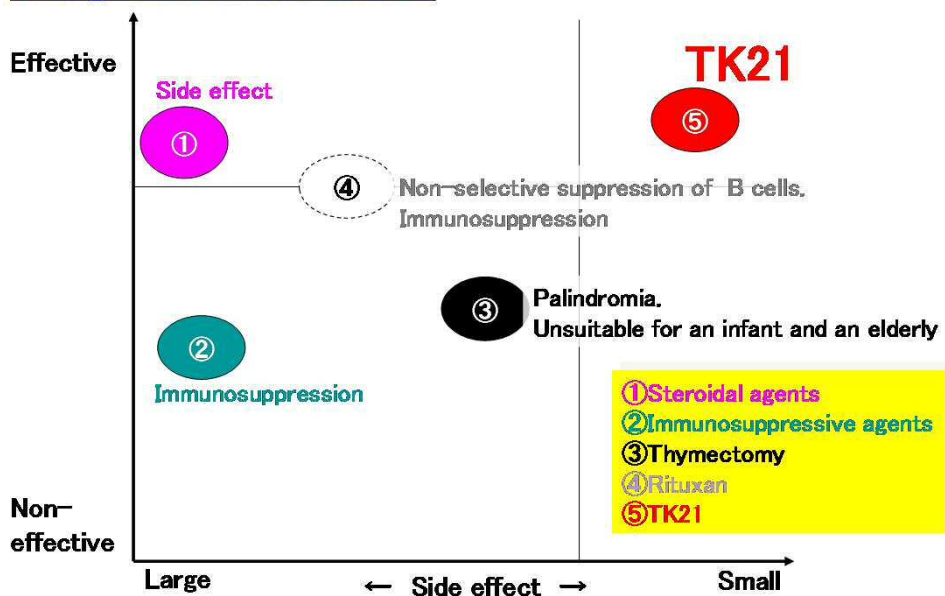 Effective
TK21
Side effect
①
⑤
④
Non-selective suppression of B cells.
Immunosuppression
③
Palindromia.
Unsuitable for an infant and an elderly
②
Immunosuppression
①Steroidal agents
②Immunosuppressive agents
③Thymectomy
④Rituxan
⑤TK21
Non-
effective
Large
← Side effect →
Small